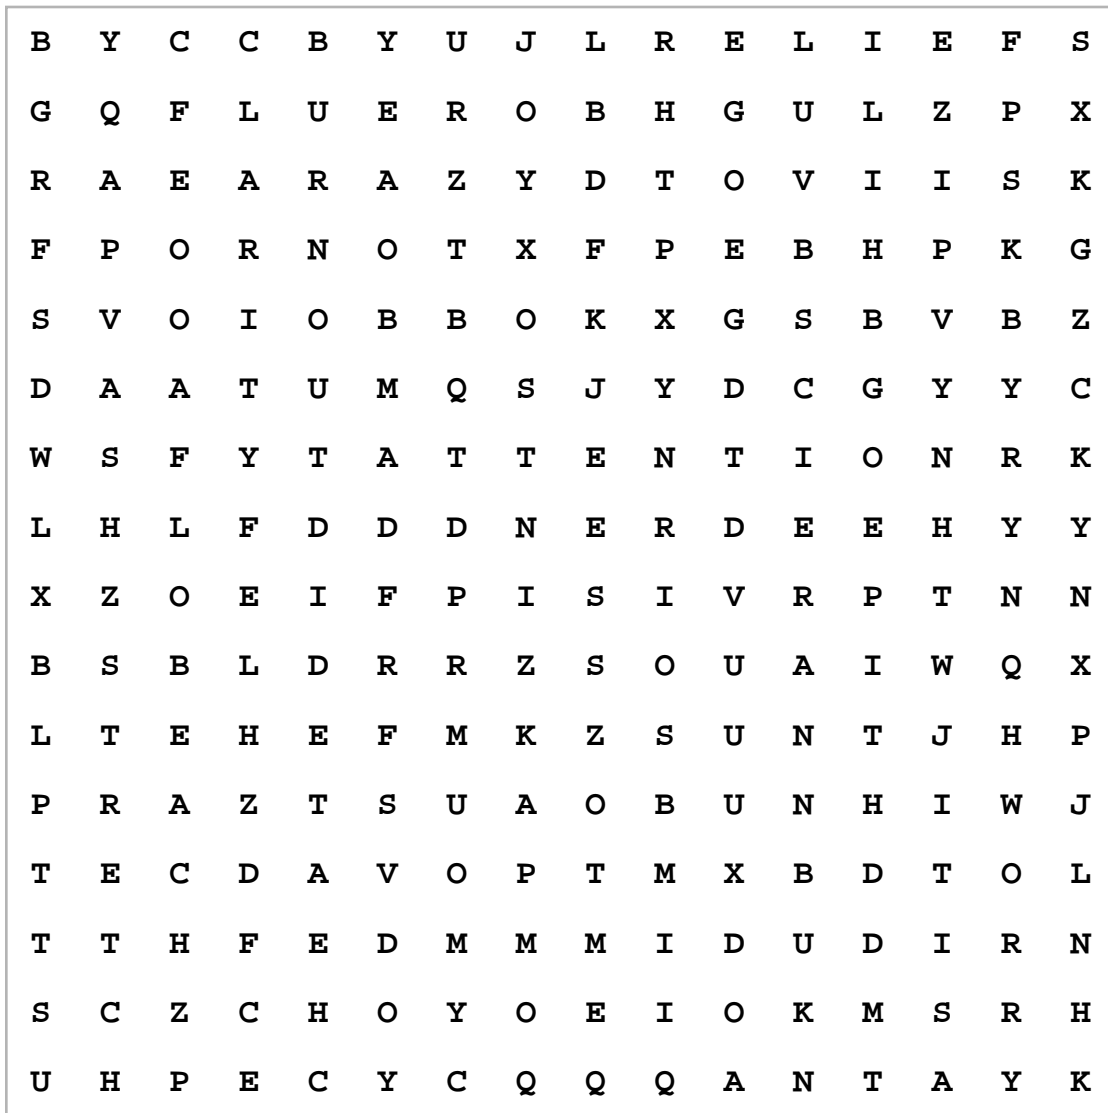 B Y C C B Y U J L R E L I E F S
G Q F L U E R O B H G U L Z P X
R A E A R A Z Y D T O V I I S K
F P O R N O T X F P E B H P K G
S V O I O B B O K X G S B V B Z
D A A T U M Q S J Y D C G Y Y C
W S F Y T A T T E N T I O N R K
L H L F D D D N E R D E E H Y Y
X Z O E I F P I S I V R P T N N
B S B L D R R Z S O U A I W Q X
L T E H E F M K Z S U N T J H P
P R A Z T S U A O B U N H I W J
T E C D A V O P T M X B D T O L
T T H F E D M M M I D U D I R N
S C Z C H O Y O E I O K M S R H
U H P E C Y C Q Q Q A N T A Y K